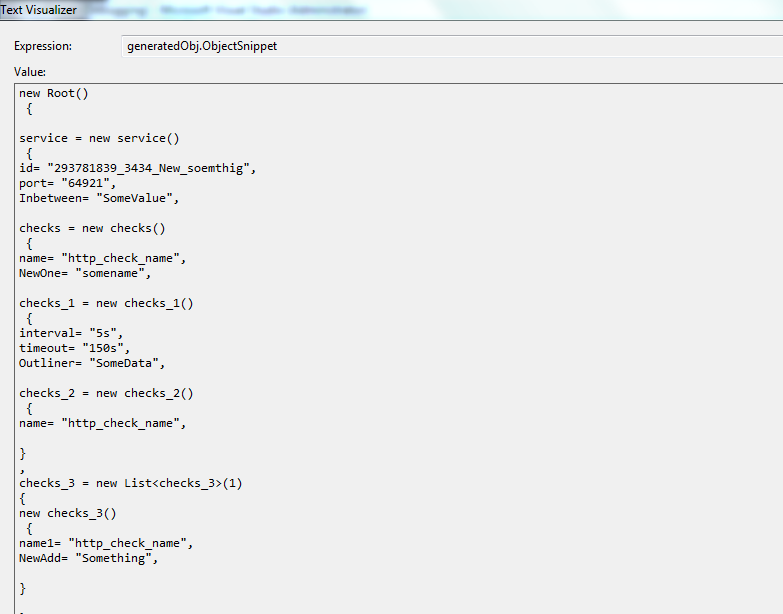 Text Visualizer
Expression:
generatedObj.ObjectSnippet
Value:
new Root()
{
service = new service()
{
id= "293781839_3434_New_soemthig",
port= "64921",
Inbetween= "SomeValue",
checks = new checks()
{
name= "http_check_name",
NewOne= "somename",
checks_1 = new checks_1()
{
interval= "5s",
timeout= "150s",
Outliner= "SomeData",
checks_2 = new checks_2()
{
name= "http_check_name",
}
,
checks_3 = new List<checks_3>(1)
{
new checks_3()
{
name1= "http_check_name",
NewAdd= "Something",
}